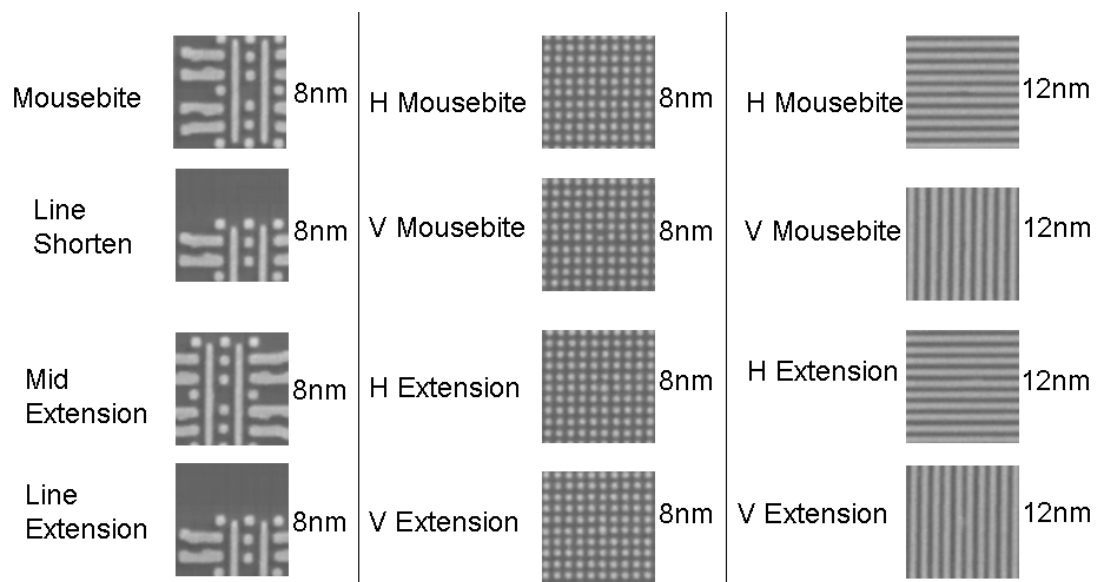 Mousebite
8nm
Line
Shorten
8nm
Mid
Extension
8nm
Line
Extension
8nm
H Mousebite
8nm
V Mousebite
8nm
H Extension
8nm
V Extension
8nm
H Mousebite
12nm
V Mousebite
12nm
H Extension
12nm
V Extension
12nm